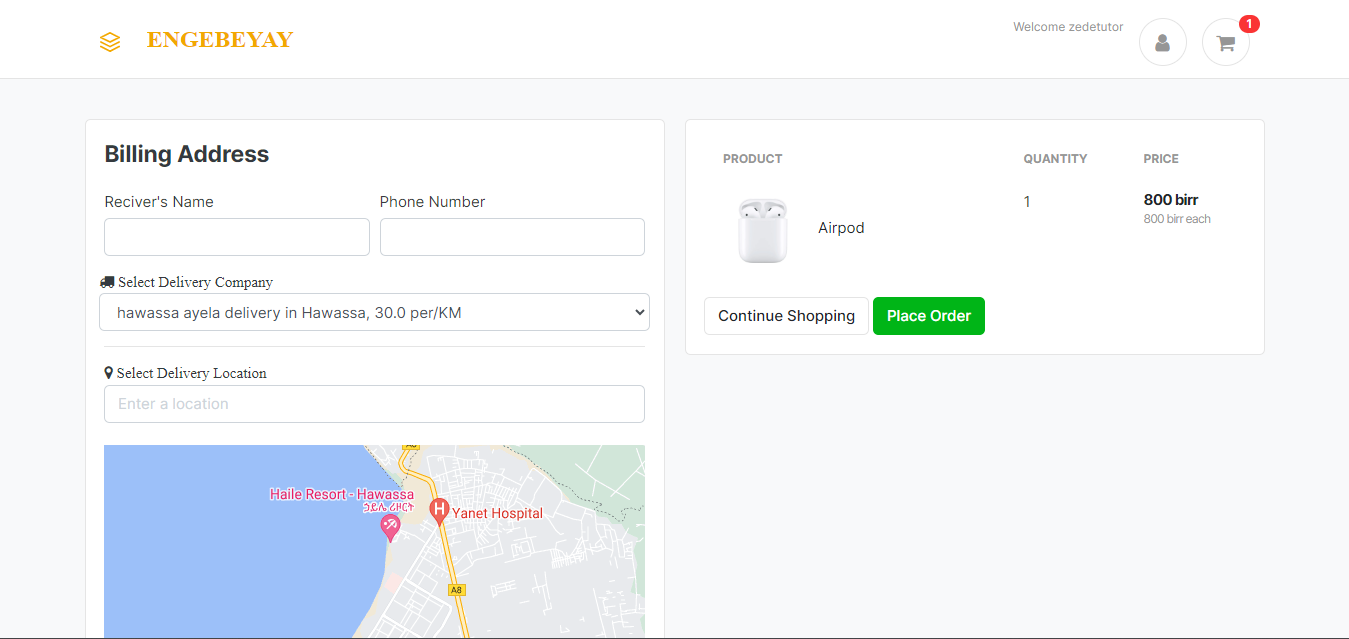 ENGEBEYAY
Welcome zedetutor
1
Billing Address
Reciver's Name
Phone Number
Select Delivery Company
hawassa ayela delivery in Hawassa, 30.0 per/KM
Select Delivery Location
Enter a location
Haile Resort - Hawassa
ኃይሌ ሪዞርት
H
Yanet Hospital
A8
A8
PRODUCT QUANTITY PRICE
Airpod
1
800 birr
800 birr each
Continue Shopping
Place Order